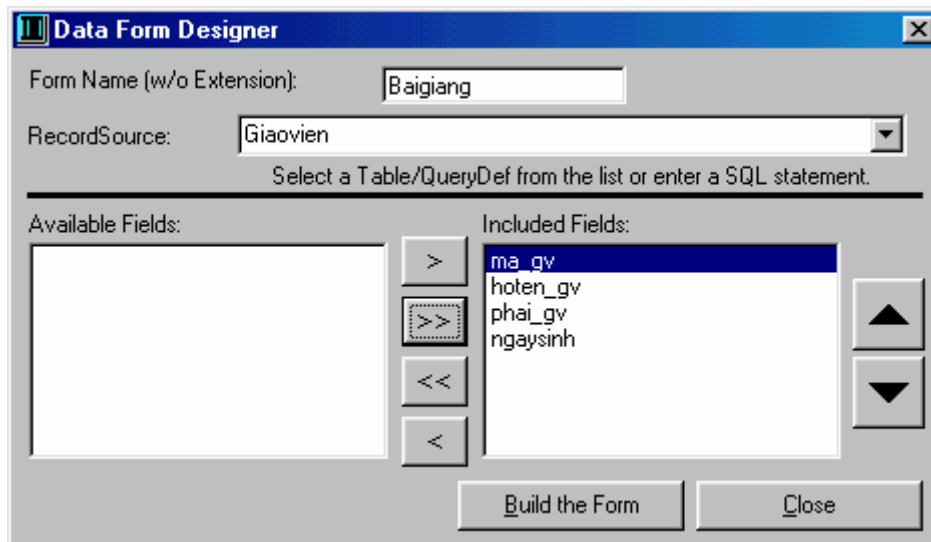 Data Form Designer
Form Name (w/o Extension):
Baigiang
RecordSource:
Giaovien
Select a Table/QueryDef from the list or enter a SQL statement.
Available Fields:
Included Fields:
>
>>
<<
<
ma_gv
hoten_gv
phai_gv
ngaysinh
Build the Form
Close